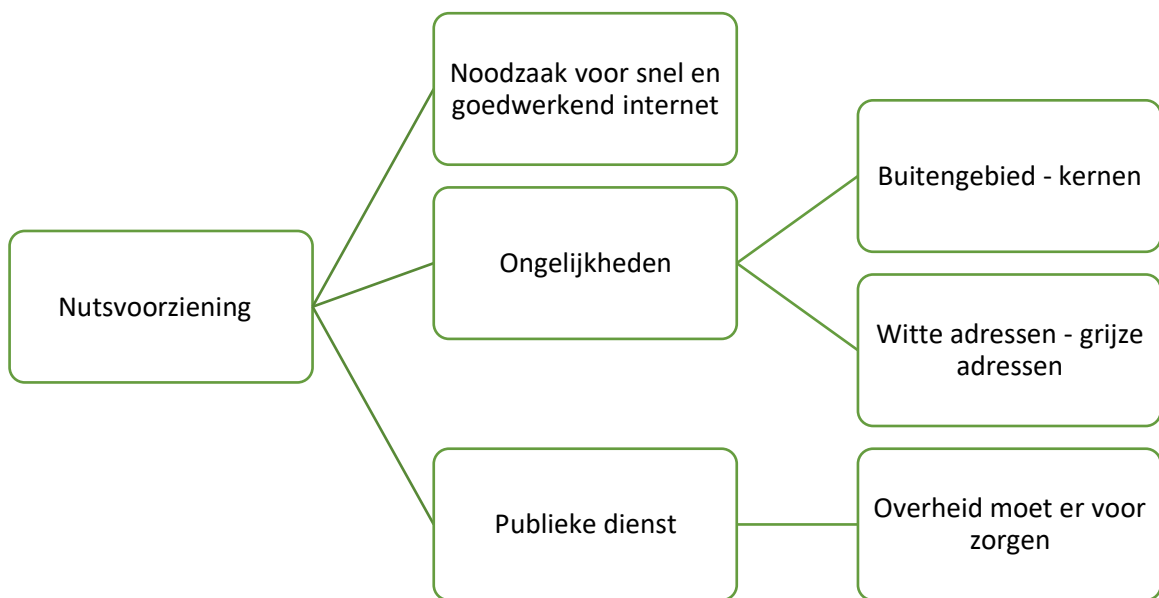 Nutsvoorziening
Noodzaak voor snel en
goedwerkend internet
Ongelijkheden
Buitengebied - kernen
Witte adressen - grijze
adressen
Publieke dienst
Overheid moet er voor
zorgen